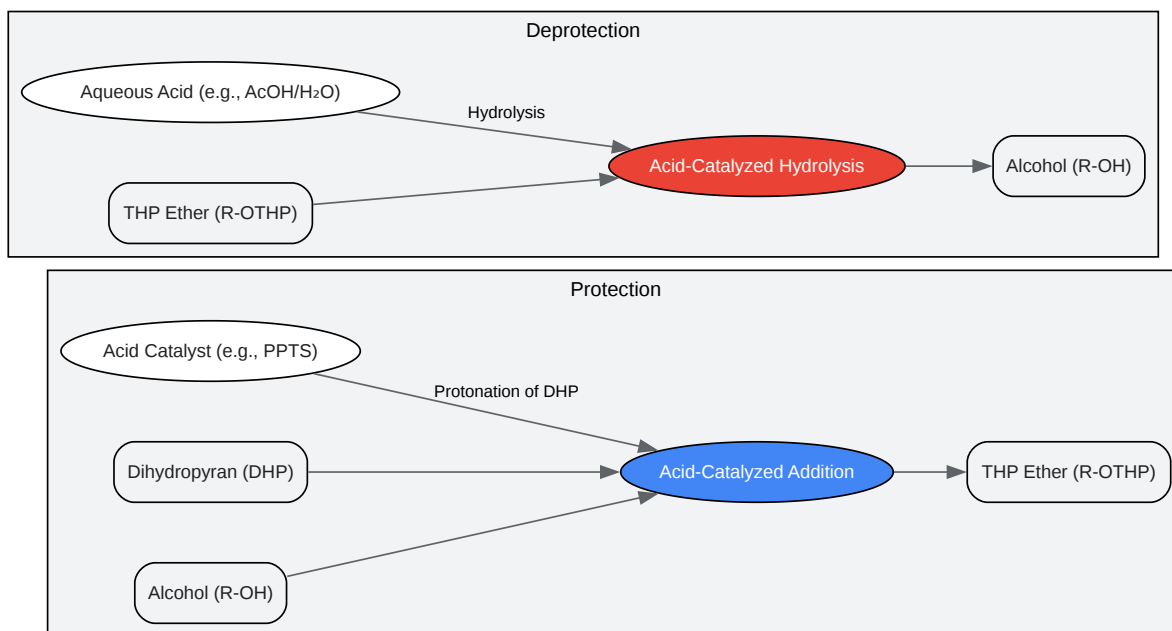 Deprotection
Aqueous Acid (e.g., AcOH/H₂O)
Hydrolysis
Acid-Catalyzed Hydrolysis
Alcohol (R-OH)
THP Ether (R-OTHP)
Protection
Acid Catalyst (e.g., PPTS)
Protonation of DHP
Dihydropyran (DHP)
Acid-Catalyzed Addition
THP Ether (R-OTHP)
Alcohol (R-OH)